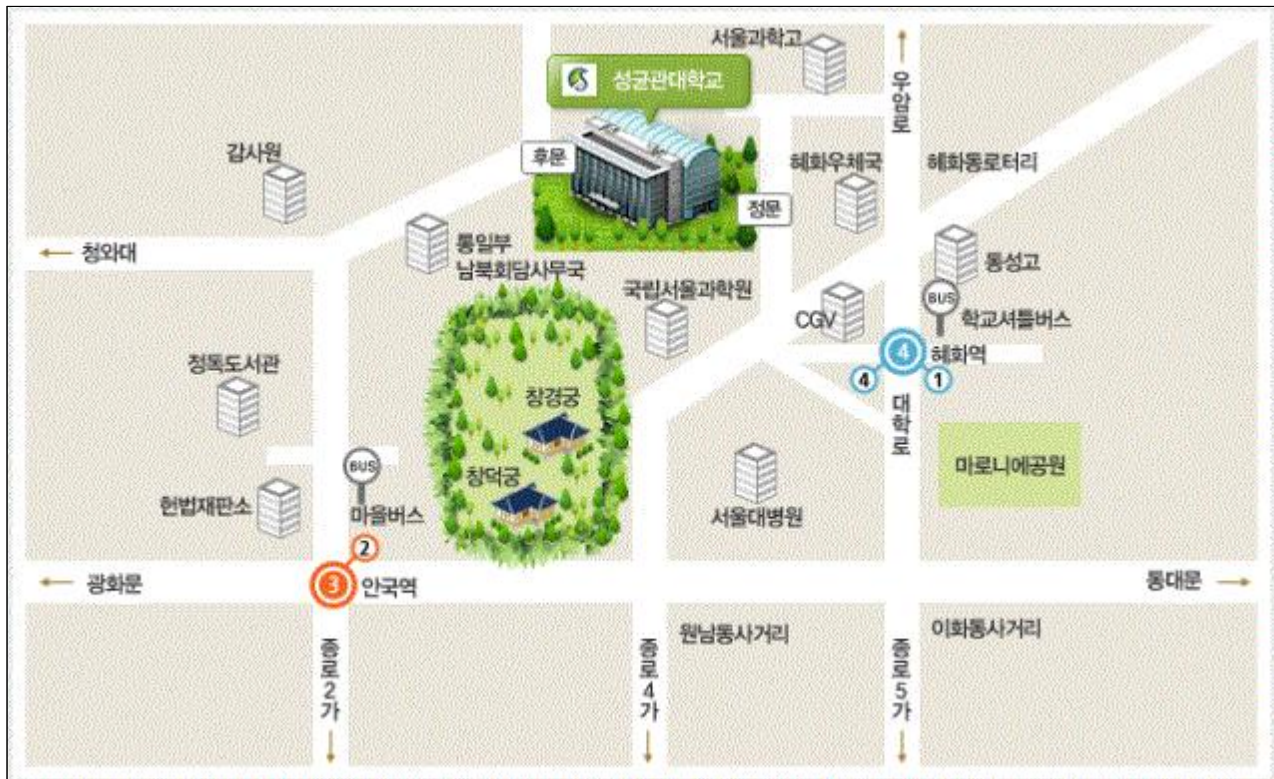 서울과학고
성균관대학교
우암로
감사원
후문
혜화우체국
혜화동로터리
정문
청와대
통일부
남북회담사무국
동성고
국립서울과학원
CGV
BUS
학교셔틀버스
정독도서관
4
혜화역
4
1
창경궁
대학로
마로니에공원
BUS
창덕궁
헌법재판소
마을버스
서울대병원
2
광화문
3
안국역
동대문
원남동사거리
이화동사거리
종로2가
종로4가
종로5가